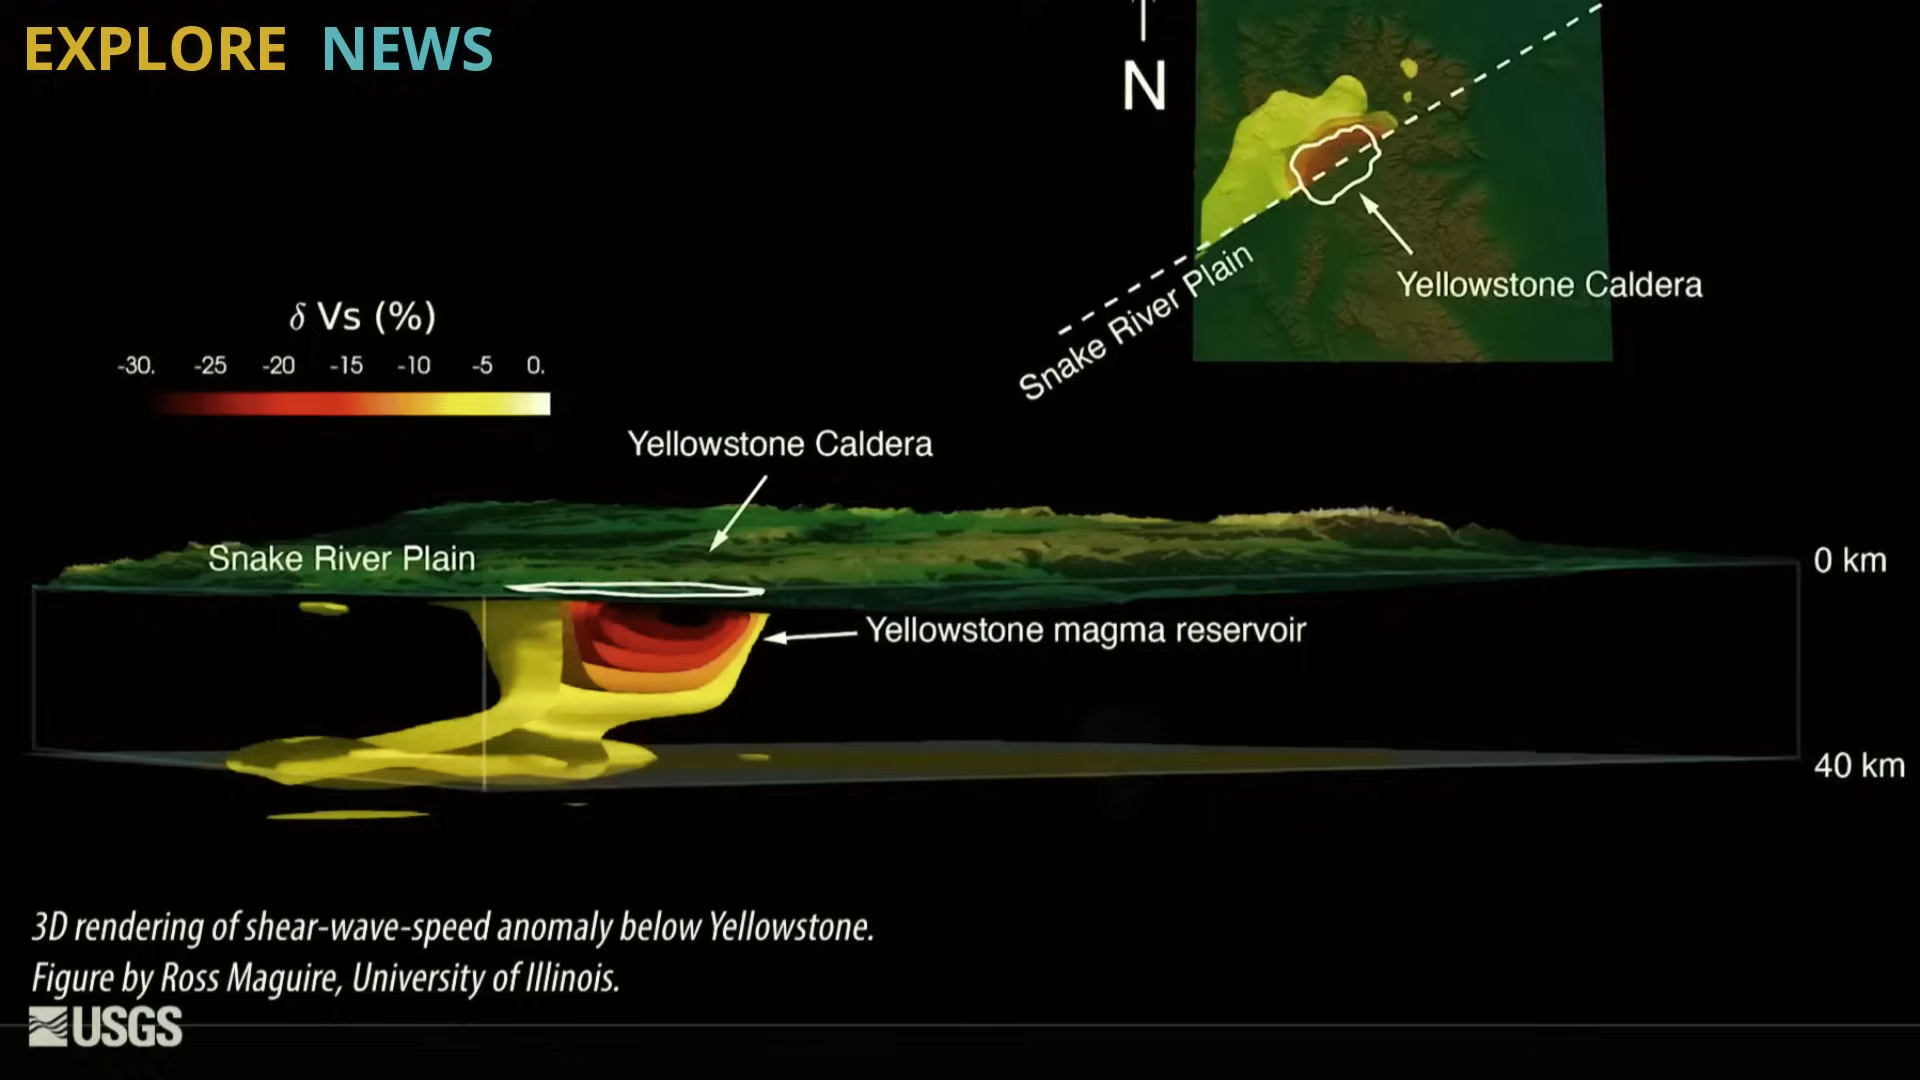 EXPLORE NEWS
N
Yellowstone Caldera
Snake River Plain
δ Vs (%)
-30. -25 -20 -15 -10 -5 0.
Yellowstone Caldera
Snake River Plain
0 km
Yellowstone magma reservoir
40 km
3D rendering of shear-wave-speed anomaly below Yellowstone.
Figure by Ross Maguire, University of Illinois.
USGS